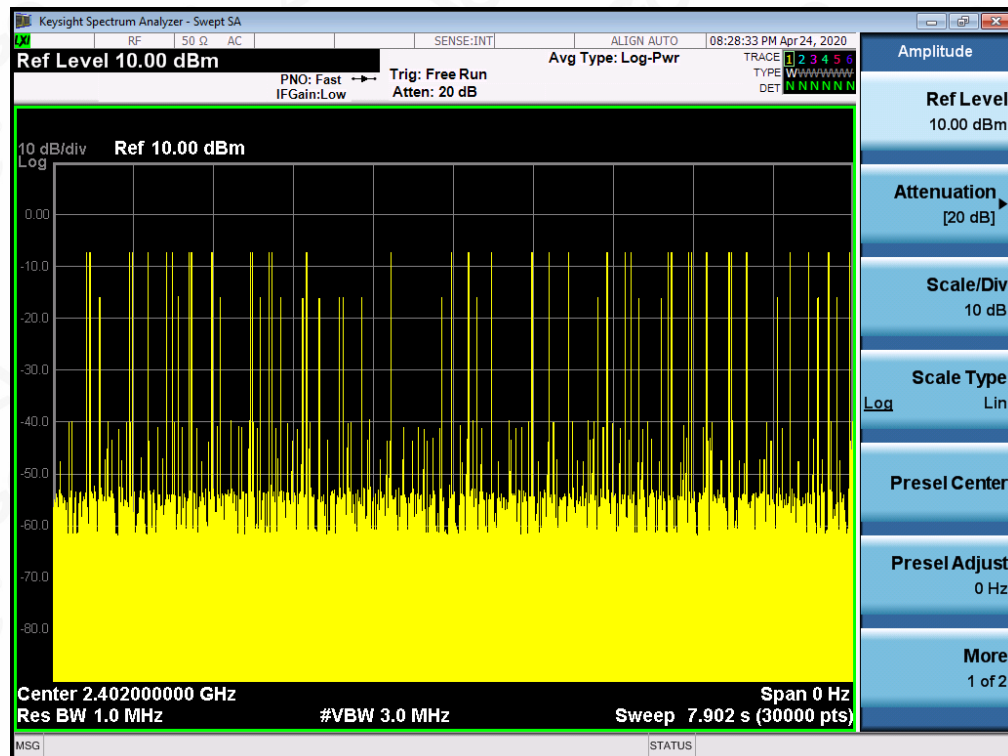 Keysight Spectrum Analyzer - Swept SA
LXI RF 50 Ω AC SENSE:INT ALIGN AUTO 08:28:33 PM Apr 24, 2020
Ref Level 10.00 dBm
PNO: Fast
IFGain:Low
Trig: Free Run
Atten: 20 dB
Avg Type: Log-Pwr
TRACE 1 2 3 4 5 6
TYPE WWWWWW
DET N N N N N N
10 dB/div Ref 10.00 dBm
Log
0.00
-10.0
-20.0
-30.0
-40.0
-50.0
-60.0
-70.0
-80.0
Center 2.402000000 GHz Span 0 Hz
Res BW 1.0 MHz #VBW 3.0 MHz Sweep 7.902 s (30000 pts)
MSG STATUS
Amplitude
Ref Level
10.00 dBm
Attenuation
[20 dB]
Scale/Div
10 dB
Scale Type
Log Lin
Presel Center
Presel Adjust
0 Hz
More
1 of 2